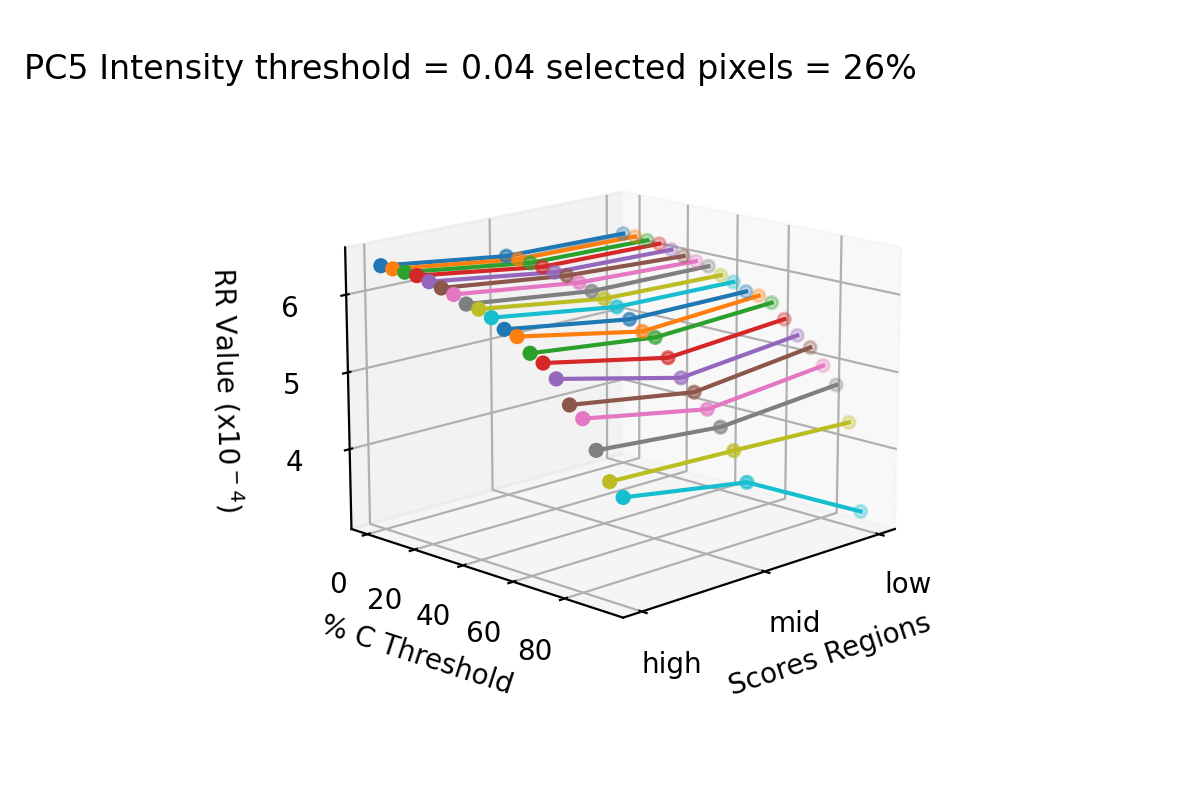 PC5 Intensity threshold = 0.04 selected pixels = 26%
RR Value (x10⁻⁴)
6
5
4
0
20
40
60
80
% C Threshold
high
mid
low
Scores Regions